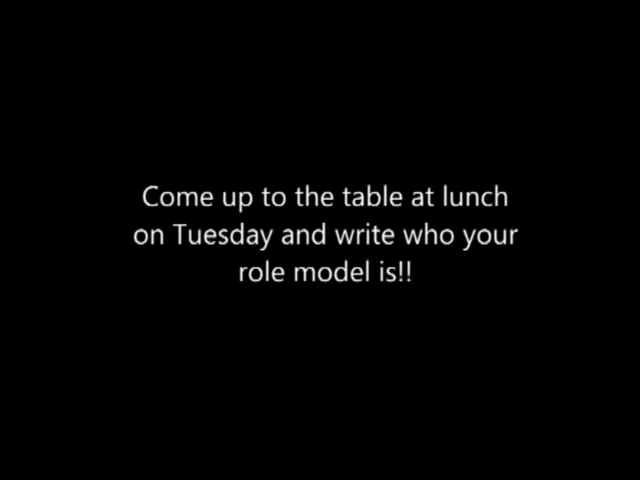 Come up to the table at lunch
on Tuesday and write who your
role model is!!